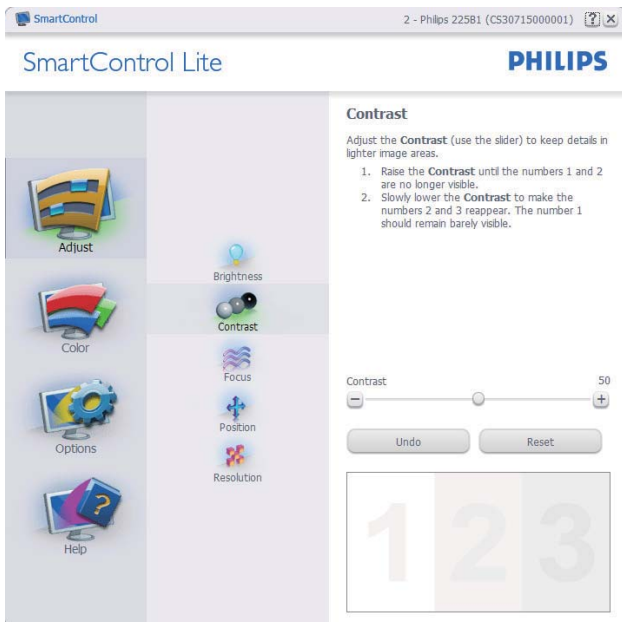 SmartControl
2 - Philips 225B1 (CS30715000001)
?
SmartControl Lite
PHILIPS
Adjust
Color
Options
Help
Brightness
Contrast
Focus
Position
Resolution
Contrast
Adjust the Contrast (use the slider) to keep details in
lighter image areas.
1. Raise the Contrast until the numbers 1 and 2
are no longer visible.
2. Slowly lower the Contrast to make the
numbers 2 and 3 reappear. The number 1
should remain barely visible.
Contrast 50
Undo Reset
1 2 3